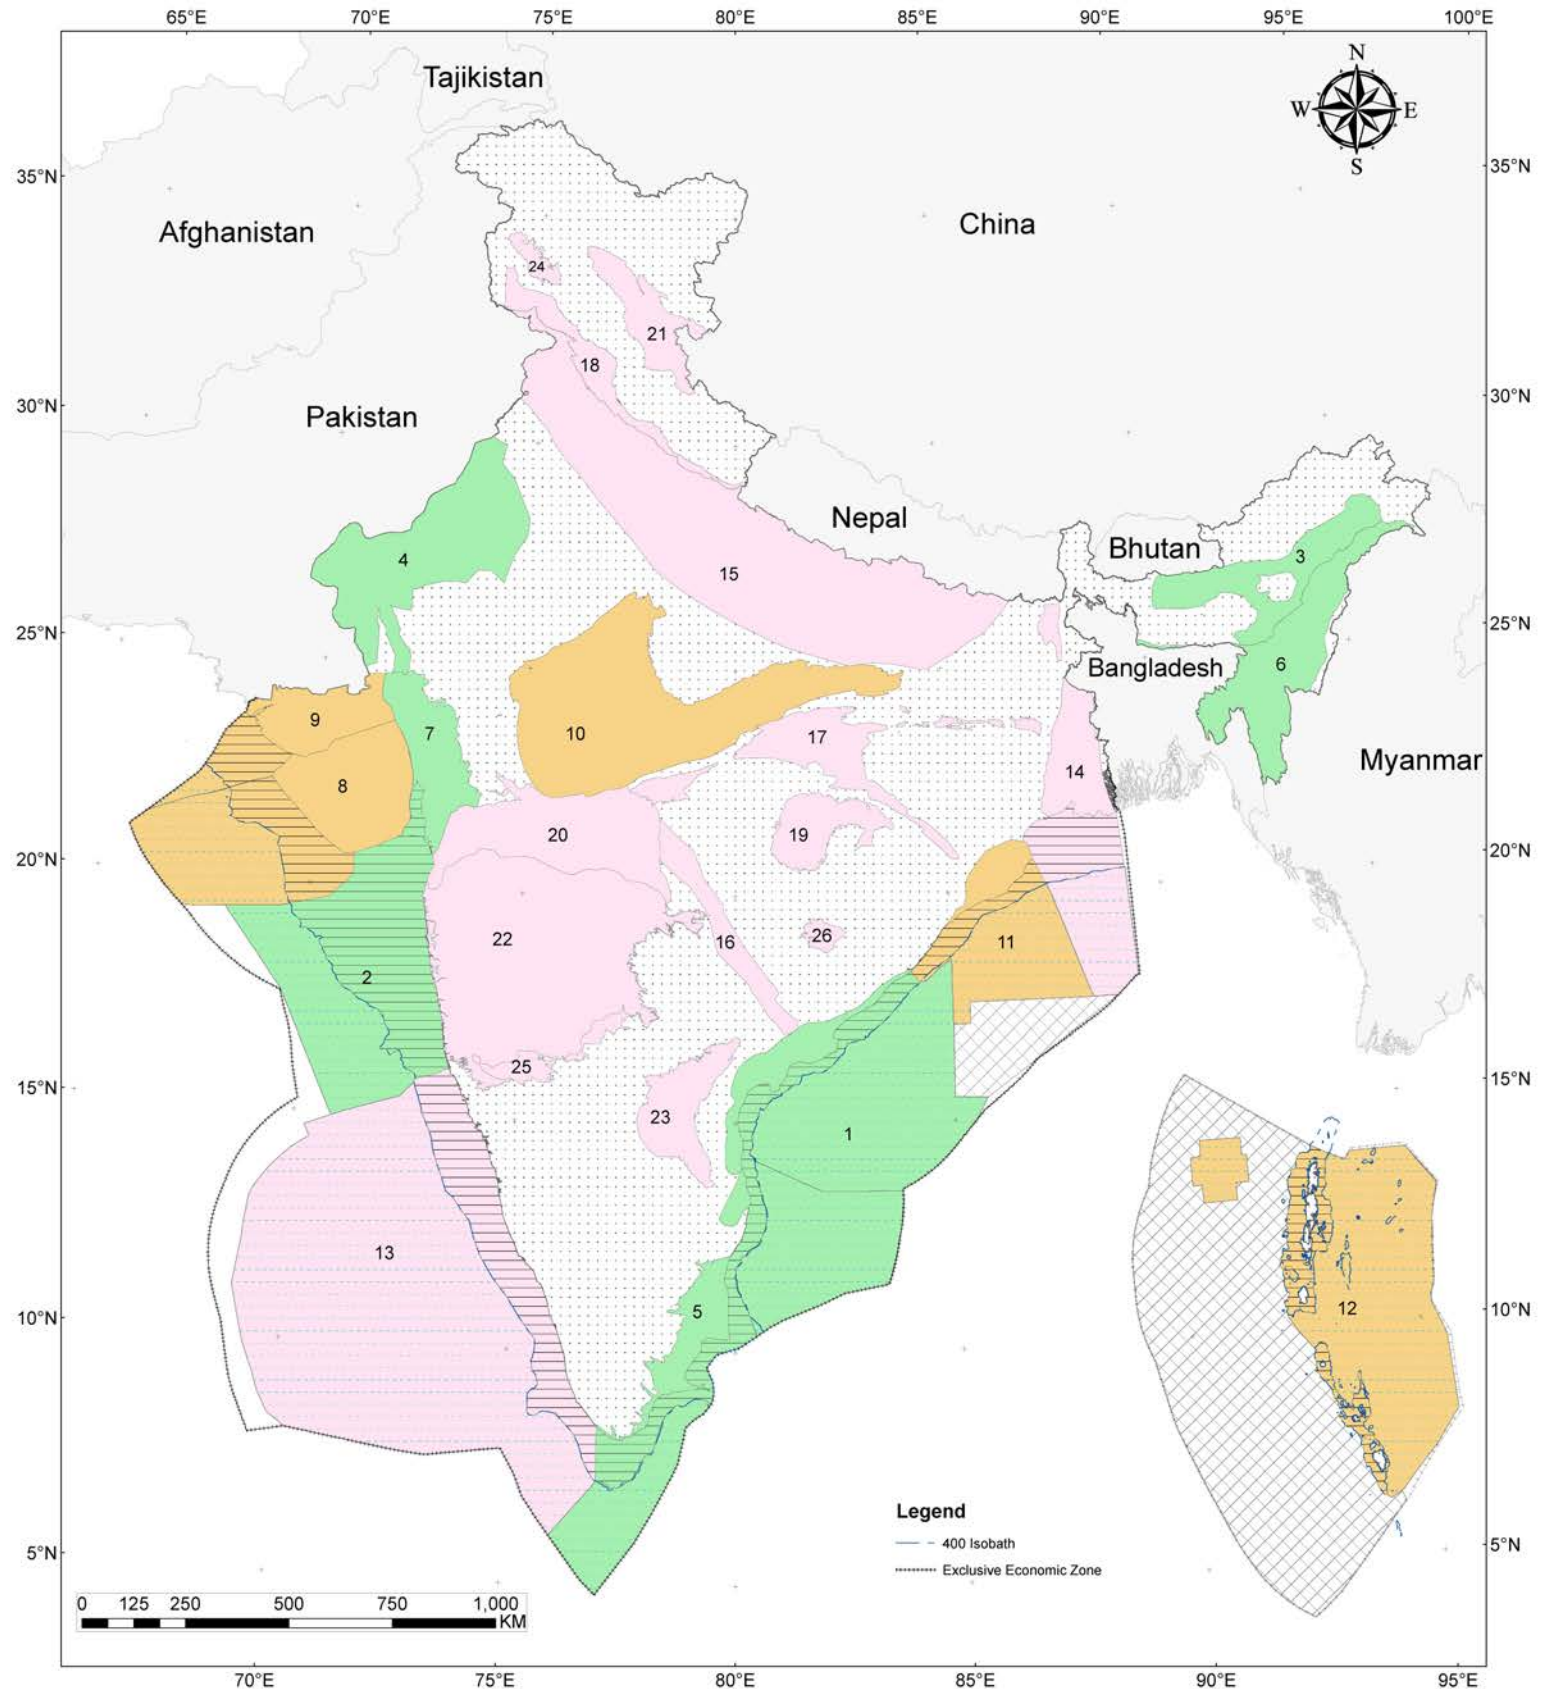 65°E 70°E 75°E 80°E 85°E 90°E 95°E 100°E
N
W E
S
Tajikistan
35°N 35°N
Afghanistan
China
24
21
18
30°N 30°N
Pakistan
Nepal
Bhutan
3
4
15
25°N 25°N
Bangladesh
6
9
7
10
17
Myanmar
8
14
20
19
20°N 20°N
22
16
26
11
2
25
15°N 15°N
23
1
13
5
12
10°N 10°N
Legend
400 Isobath
Exclusive Economic Zone
5°N 5°N
0 125 250 500 750 1,000
KM
70°E 75°E 80°E 85°E 90°E 95°E